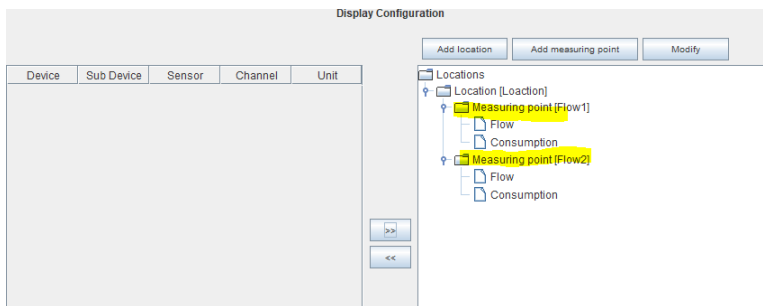 Display Configuration
Add location Add measuring point Modify
Device Sub Device Sensor Channel Unit
Locations
Location [Loaction]
Measuring point [Flow1]
Flow
Consumption
Measuring point [Flow2]
Flow
Consumption
>>
<<